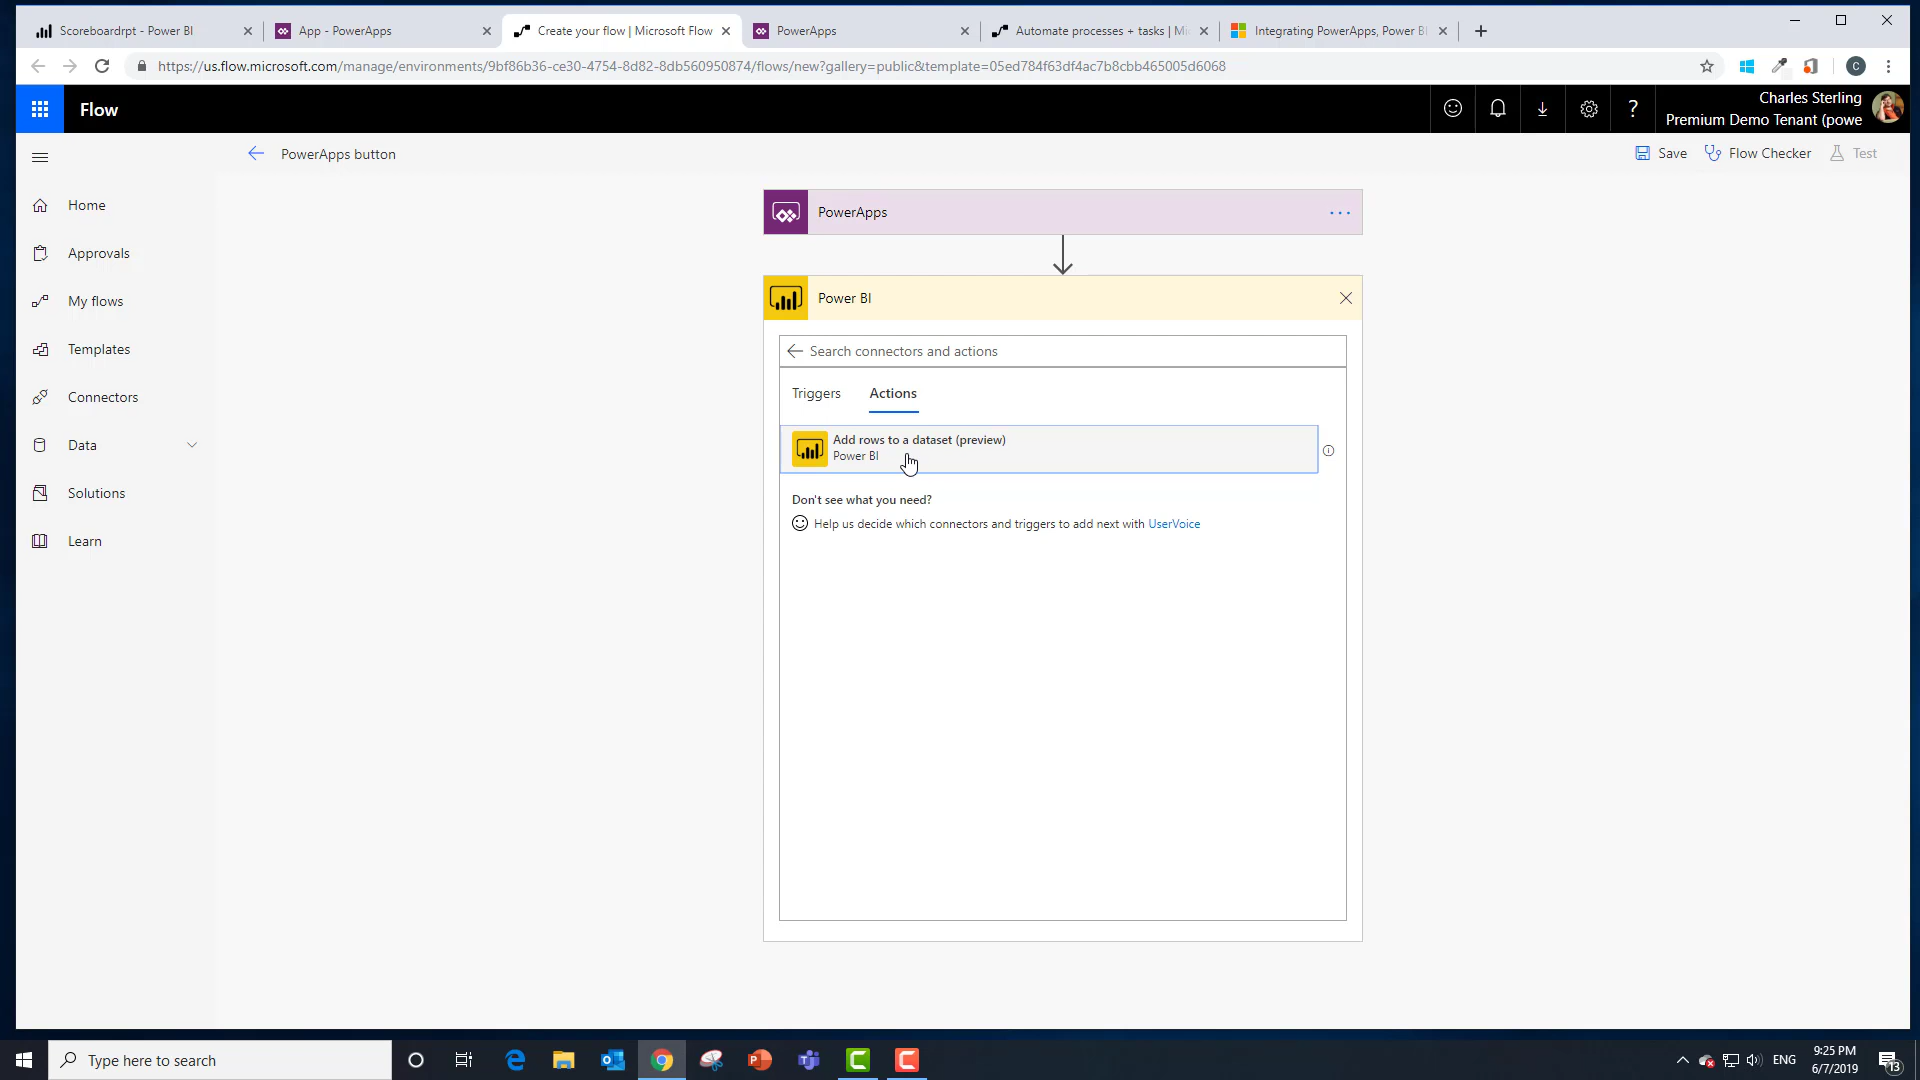 Scoreboardrpt - Power BI
App - PowerApps
Create your flow | Microsoft Flow
PowerApps
Automate processes + tasks | Mi
Integrating PowerApps, Power B
https://us.flow.microsoft.com/manage/environments/9bf86b36-ce30-4754-8d82-8db560950874/flows/new?gallery=public&template=05ed784f63df4ac7b8cbb465005d6068
C
Flow
?
Charles Sterling
Premium Demo Tenant (powe
PowerApps button
Save
Flow Checker
Test
Home
Approvals
My flows
Templates
Connectors
Data
Solutions
Learn
PowerApps
Power BI
Search connectors and actions
Triggers
Actions
Add rows to a dataset (preview)
Power BI
Don't see what you need?
Help us decide which connectors and triggers to add next with UserVoice
Type here to search
ENG
9:25 PM
6/7/2019
13